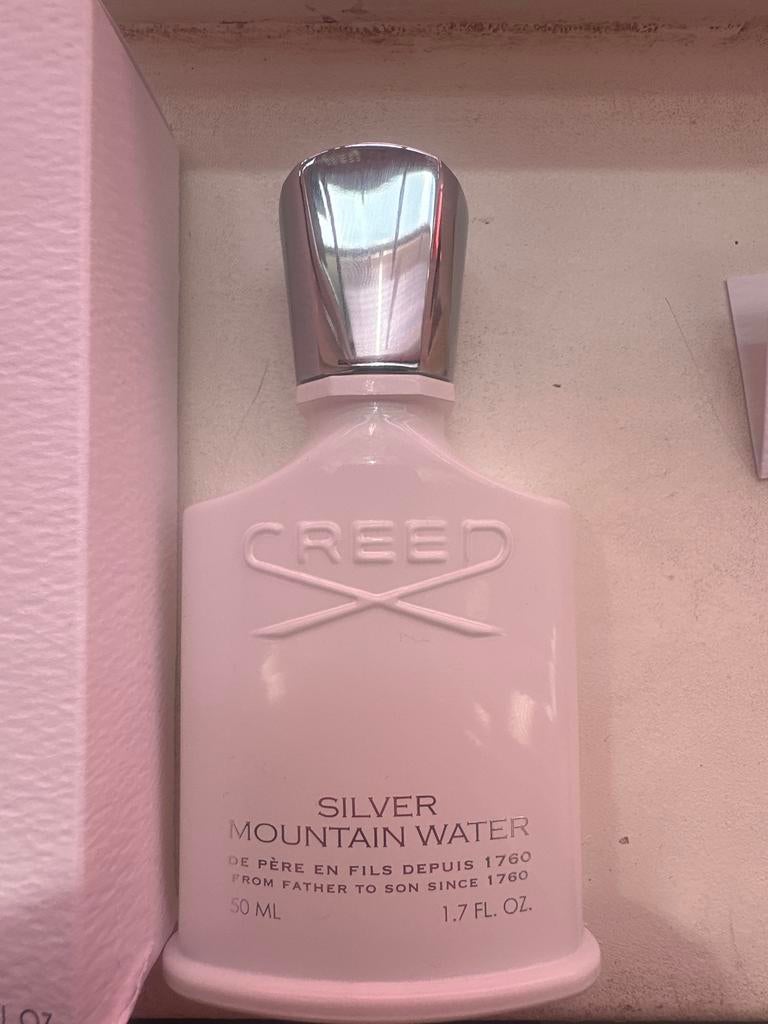 CREED
SILVER
MOUNTAIN WATER
DE PÈRE EN FILS DEPUIS 1760
FROM FATHER TO SON SINCE 1760
50 ML 1.7 FL. OZ.